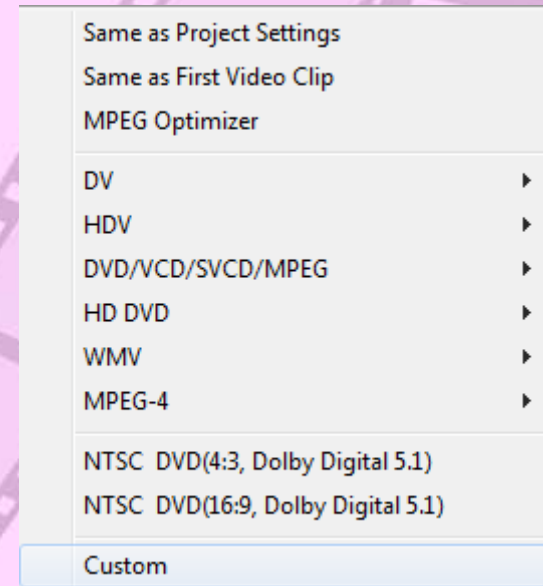 Same as Project Settings
Same as First Video Clip
MPEG Optimizer
DV
HDV
DVD/VCD/SVCD/MPEG
HD DVD
WMV
MPEG-4
NTSC  DVD(4:3, Dolby Digital 5.1)
NTSC  DVD(16:9, Dolby Digital 5.1)
Custom